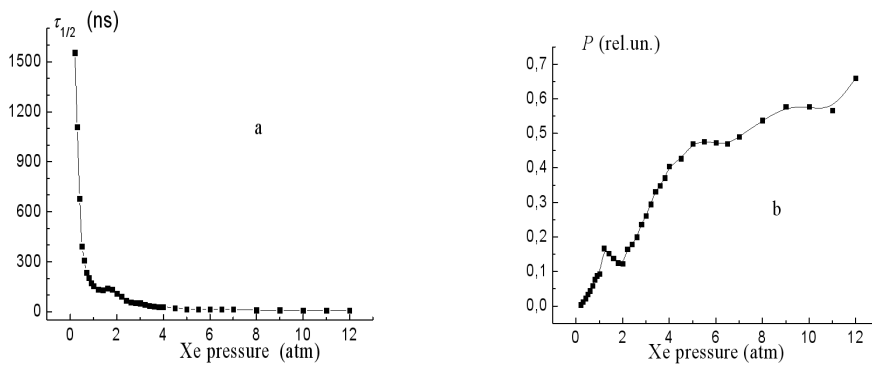 τ1/2 (ns)
1500
1200
900
600
300
0
a
0 2 4 6 8 10 12
Xe pressure (atm)
P (rel.un.)
0,7
0,6
0,5
0,4
0,3
0,2
0,1
0,0
b
0 2 4 6 8 10 12
Xe pressure (atm)